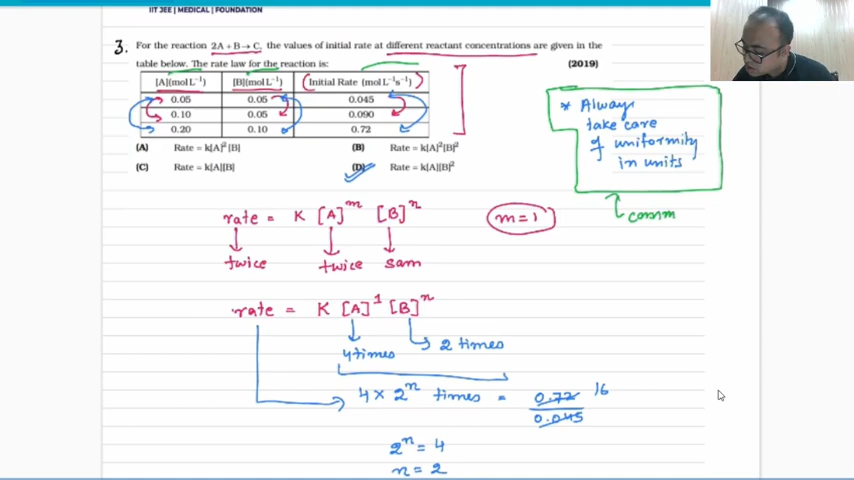 IIT JEE | MEDICAL | FOUNDATION
3. For the reaction 2A + B → C, the values of initial rate at different reactant concentrations are given in the
table below. The rate law for the reaction is: (2019)
[A](mol L⁻¹) [B](mol L⁻¹) (Initial Rate (mol L⁻¹s⁻¹)
0.05 0.05 0.045
0.10 0.05 0.090
0.20 0.10 0.72
(A) Rate = k[A]²[B] (B) Rate = k[A]²[B]²
(C) Rate = k[A][B] (D) Rate = k[A][B]²
* Always
take care
of uniformity
in units
comm
rate = K [A]ᵐ [B]ⁿ m=1
twice twice sam
rate = K [A]¹ [B]ⁿ
4times 2 times
4 × 2ⁿ times = 0.72 16
0.045
2ⁿ = 4
n = 2